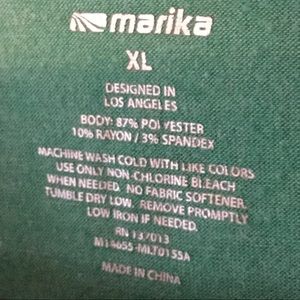 marika
XL
DESIGNED IN
LOS ANGELES
BODY: 87% POLYESTER
10% RAYON / 3% SPANDEX
MACHINE WASH COLD WITH LIKE COLORS
USE ONLY NON-CHLORINE BLEACH
WHEN NEEDED. NO FABRIC SOFTENER.
TUMBLE DRY LOW. REMOVE PROMPTLY
LOW IRON IF NEEDED.
RN 137013
MADE IN CHINA